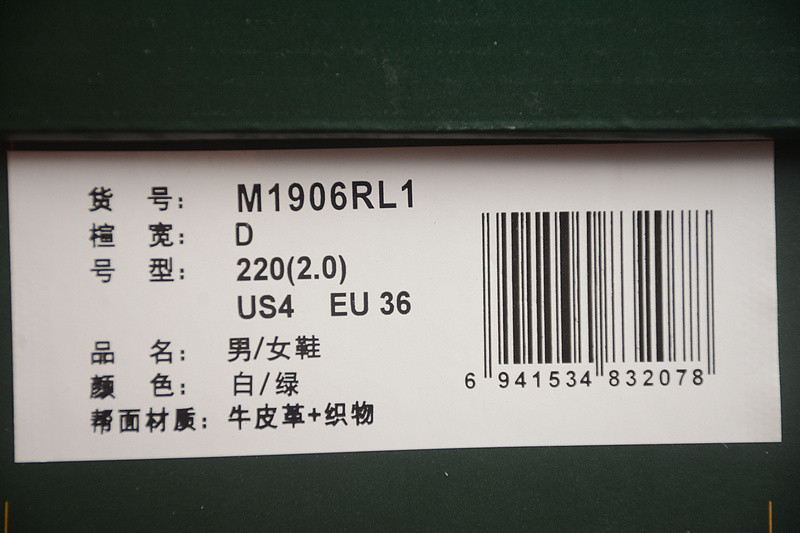 货 号: M1906RL1
楦 宽: D
号 型: 220(2.0)
US4 EU 36
品 名: 男/女鞋
颜 色: 白/绿
帮面材质: 牛皮革+织物
6 941534 832078